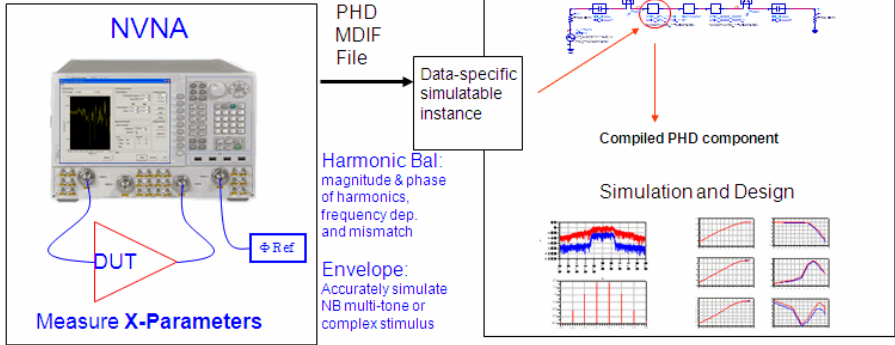 NVNA
DUT
Φ Ref
Measure X-Parameters
PHD
MDIF
File
Data-specific
simulatable
instance
Harmonic Bal:
magnitude & phase
of harmonics,
frequency dep.
and mismatch
Envelope:
Accurately simulate
NB multi-tone or
complex stimulus
Compiled PHD component
Simulation and Design